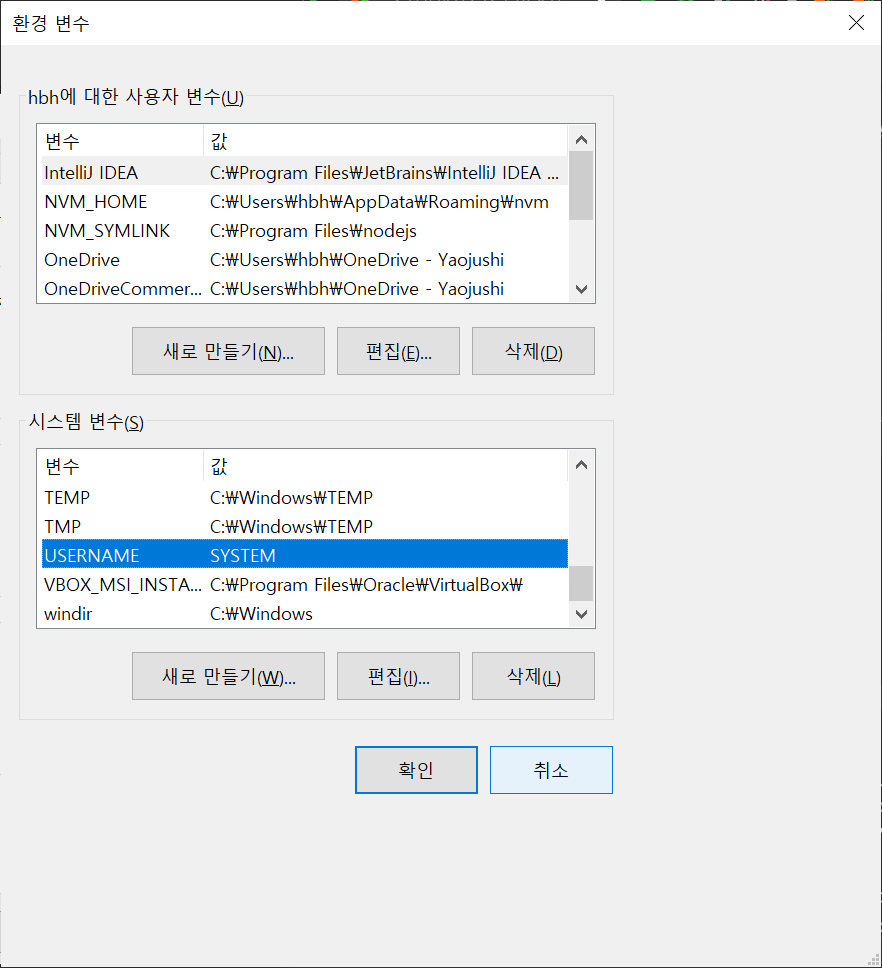 환경 변수
hbh에 대한 사용자 변수(U)
변수 값
IntelliJ IDEA C:₩Program Files₩JetBrains₩IntelliJ IDEA ...
NVM_HOME C:₩Users₩hbh₩AppData₩Roaming₩nvm
NVM_SYMLINK C:₩Program Files₩nodejs
OneDrive C:₩Users₩hbh₩OneDrive - Yaojushi
OneDriveCommer... C:₩Users₩hbh₩OneDrive - Yaojushi
새로 만들기(N)... 편집(E)... 삭제(D)
시스템 변수(S)
변수 값
TEMP C:₩Windows₩TEMP
TMP C:₩Windows₩TEMP
USERNAME SYSTEM
VBOX_MSI_INSTA... C:₩Program Files₩Oracle₩VirtualBox₩
windir C:₩Windows
새로 만들기(W)... 편집(I)... 삭제(L)
확인 취소